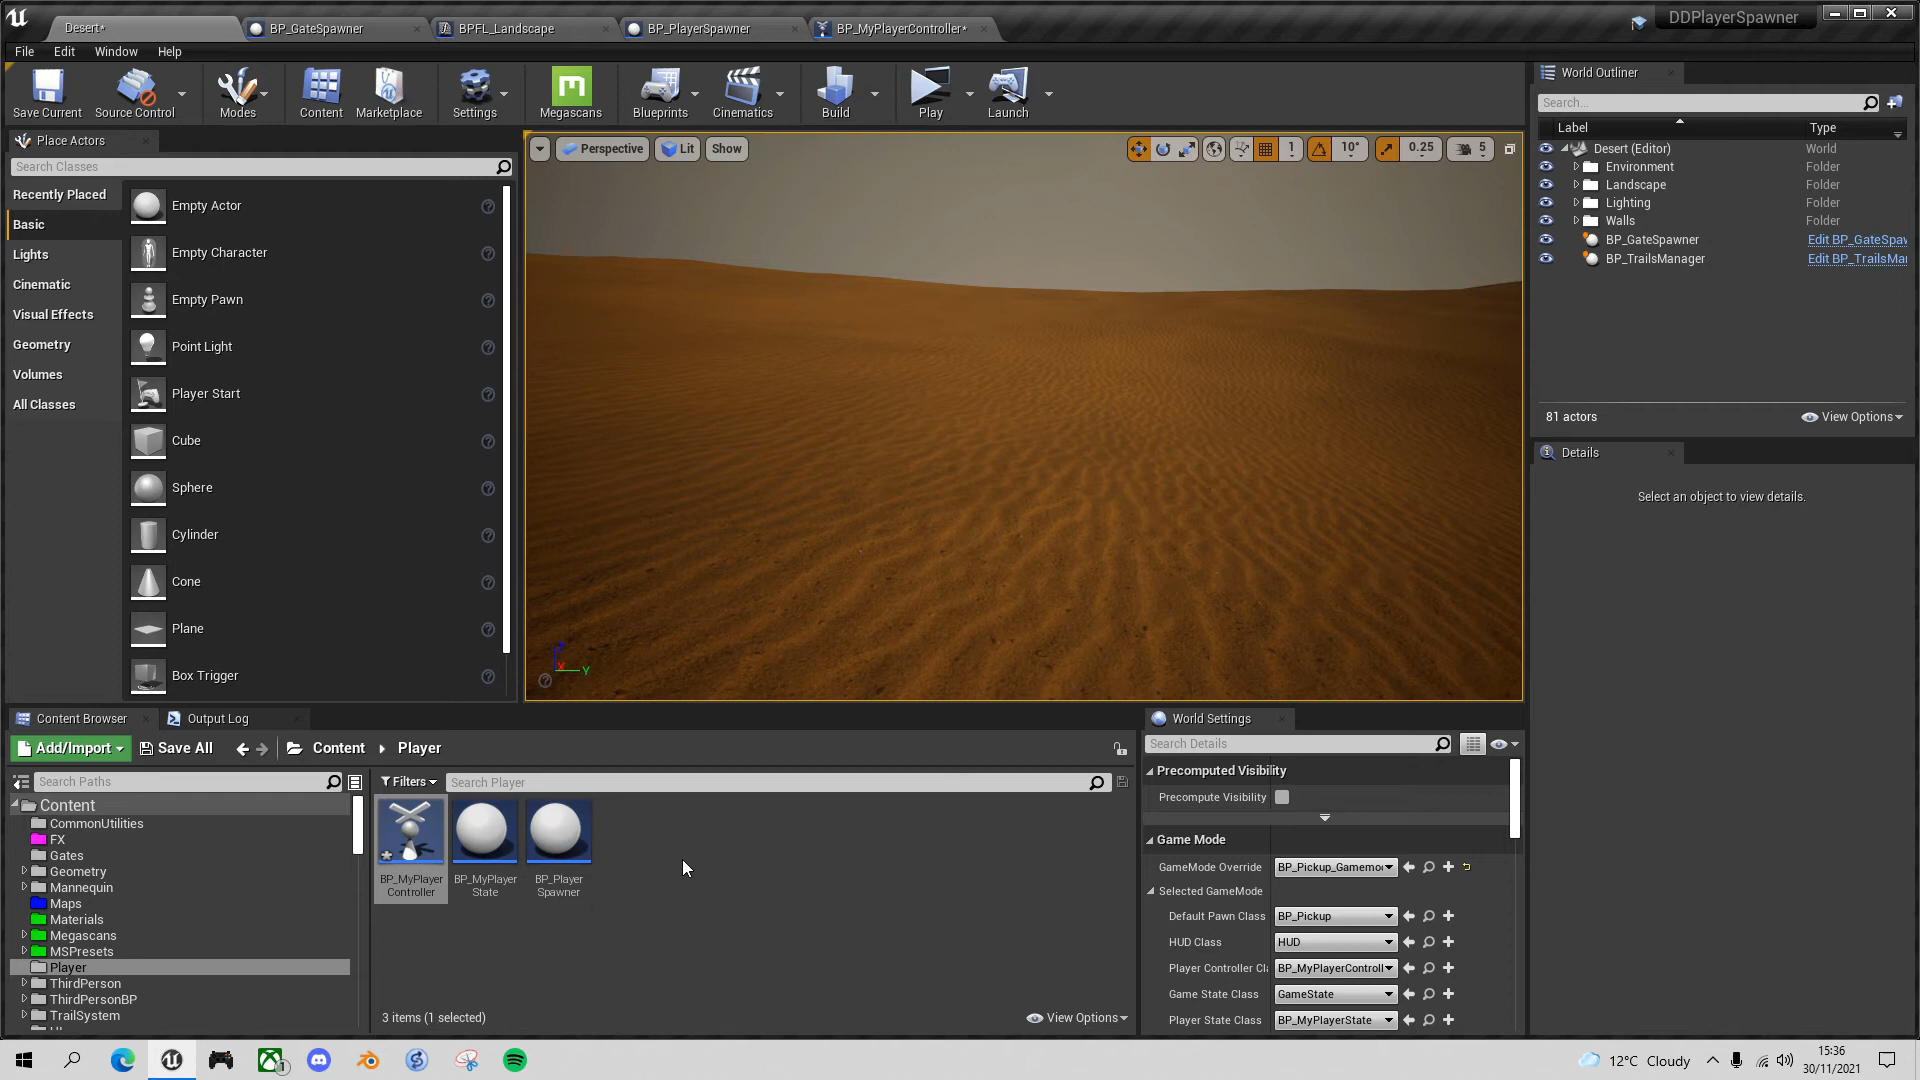 Desert*
BP_GateSpawner
BPFL_Landscape
BP_PlayerSpawner
BP_MyPlayerController*
DDPlayerSpawner
File Edit Window Help
Save Current
Source Control
Modes
Content
Marketplace
Settings
Megascans
Blueprints
Cinematics
Build
Play
Launch
Place Actors
Search Classes
Recently Placed
Basic
Lights
Cinematic
Visual Effects
Geometry
Volumes
All Classes
Empty Actor
Empty Character
Empty Pawn
Point Light
Player Start
Cube
Sphere
Cylinder
Cone
Plane
Box Trigger
Perspective
Lit
Show
1
10°
0.25
5
Z
X
Y
World Outliner
Search...
Label Type
Desert (Editor) World
Environment Folder
Landscape Folder
Lighting Folder
Walls Folder
BP_GateSpawner Edit BP_GateSpaw
BP_TrailsManager Edit BP_TrailsMa
81 actors
View Options
Details
Select an object to view details.
Content Browser
Output Log
Add/Import
Save All
Content
Player
Search Paths
Filters
Search Player
Content
CommonUtilities
FX
Gates
Geometry
Mannequin
Maps
Materials
Megascans
MSPresets
Player
ThirdPerson
ThirdPersonBP
TrailSystem
BP_MyPlayer
Controller
BP_MyPlayer
State
BP_Player
Spawner
3 items (1 selected)
View Options
World Settings
Search Details
Precomputed Visibility
Precompute Visibility
Game Mode
GameMode Override BP_Pickup_Gamemo
Selected GameMode
Default Pawn Class BP_Pickup
HUD Class HUD
Player Controller Cl BP_MyPlayerControll
Game State Class GameState
Player State Class BP_MyPlayerState
1
12°C Cloudy
15:36
30/11/2021